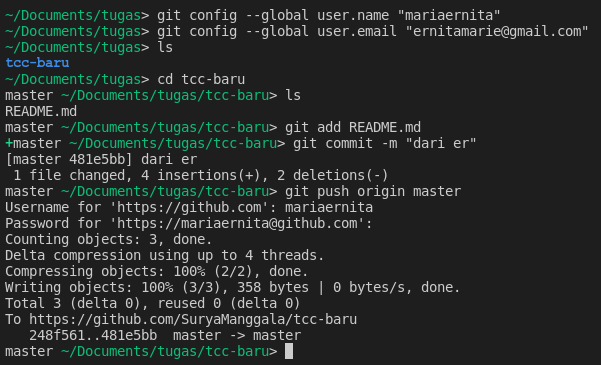 ~/Documents/tugas> git config --global user.name "mariaernita"
~/Documents/tugas> git config --global user.email "ernitamarie@gmail.com"
~/Documents/tugas> ls
tcc-baru
~/Documents/tugas> cd tcc-baru
master ~/Documents/tugas/tcc-baru> ls
README.md
master ~/Documents/tugas/tcc-baru> git add README.md
+master ~/Documents/tugas/tcc-baru> git commit -m "dari er"
[master 481e5bb] dari er
 1 file changed, 4 insertions(+), 2 deletions(-)
master ~/Documents/tugas/tcc-baru> git push origin master
Username for 'https://github.com': mariaernita
Password for 'https://mariaernita@github.com':
Counting objects: 3, done.
Delta compression using up to 4 threads.
Compressing objects: 100% (2/2), done.
Writing objects: 100% (3/3), 358 bytes | 0 bytes/s, done.
Total 3 (delta 0), reused 0 (delta 0)
To https://github.com/SuryaManggala/tcc-baru
   248f561..481e5bb  master -> master
master ~/Documents/tugas/tcc-baru>